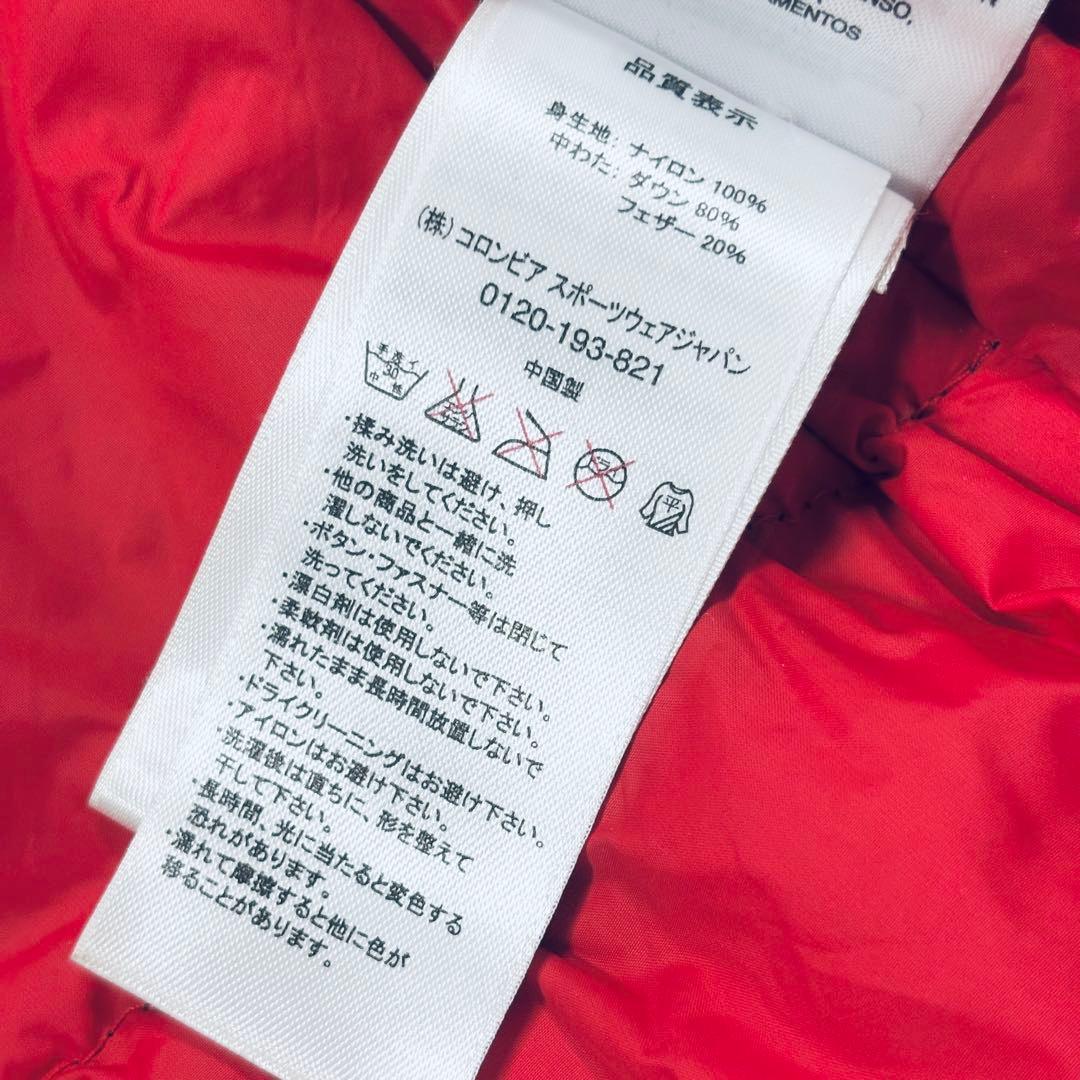 NSO,
AMENTOS
品質表示
身生地: ナイロン 100%
中わた: ダウン 80%
フェザー 20%
(株)コロンビア スポーツウェアジャパン
0120-193-821
中国製
手洗イ
30
中性
エンソ
サラシ
ドライ
平
・揉み洗いは避け、押し
洗いをしてください。
・他の商品と一緒に洗
濯しないでください。
・ボタン・ファスナー等は閉じて
洗ってください。
・漂白剤は使用しないで下さい。
・柔軟剤は使用しないで下さい。
・濡れたまま長時間放置しないで
下さい。
・ドライクリーニングはお避け下さい。
・アイロンはお避け下さい。
・洗濯後は直ちに、形を整えて
干して下さい。
・長時間、光に当たると変色する
恐れがあります。
・濡れて摩擦すると他に色が
移ることがあります。